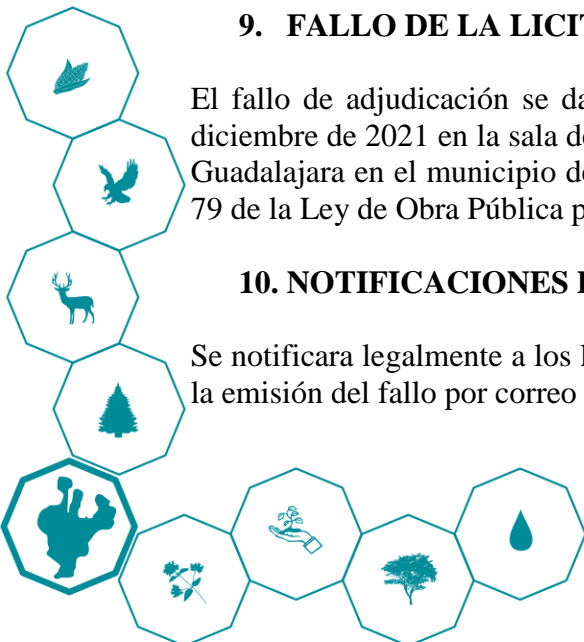 9. FALLO DE LA LICIT
El fallo de adjudicación se da
diciembre de 2021 en la sala de
Guadalajara en el municipio de
79 de la Ley de Obra Pública p
10. NOTIFICACIONES
Se notificara legalmente a los
la emisión del fallo por correo